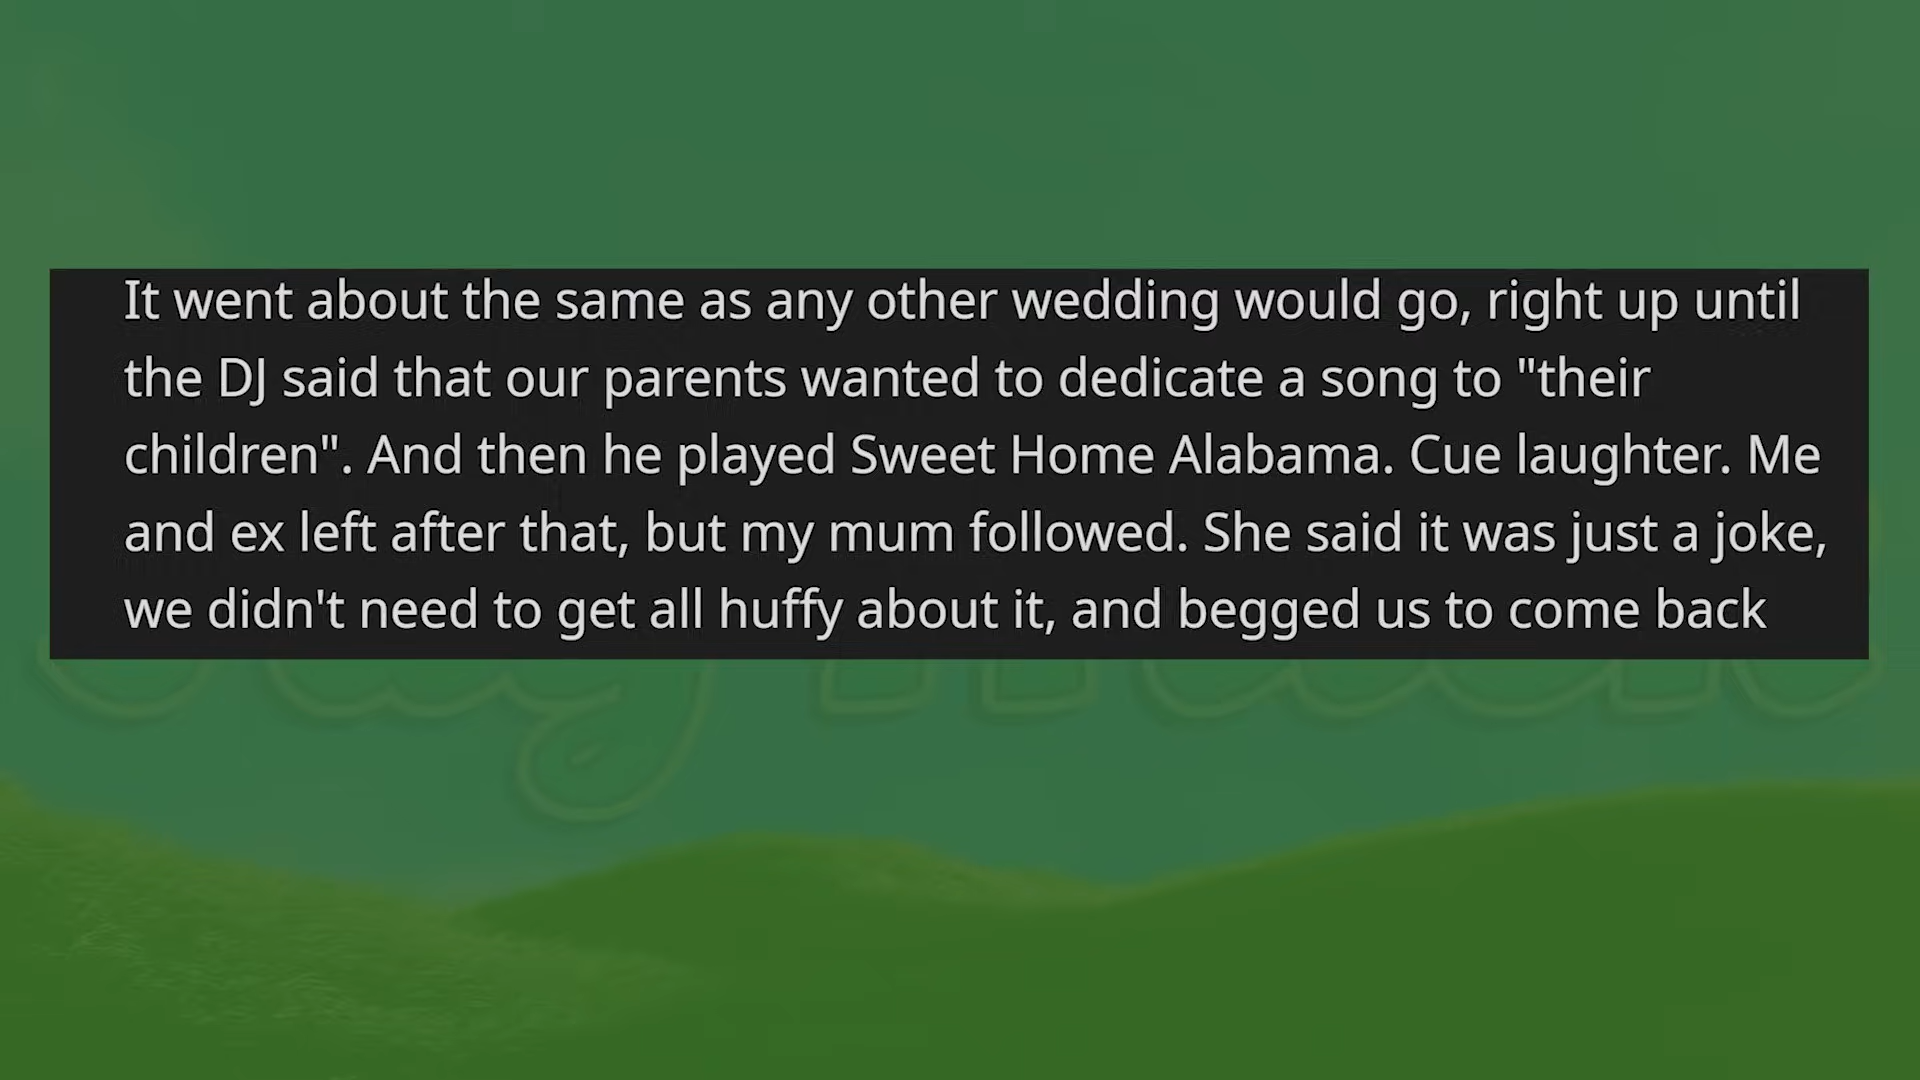 It went about the same as any other wedding would go, right up until
the DJ said that our parents wanted to dedicate a song to "their
children". And then he played Sweet Home Alabama. Cue laughter. Me
and ex left after that, but my mum followed. She said it was just a joke,
we didn't need to get all huffy about it, and begged us to come back